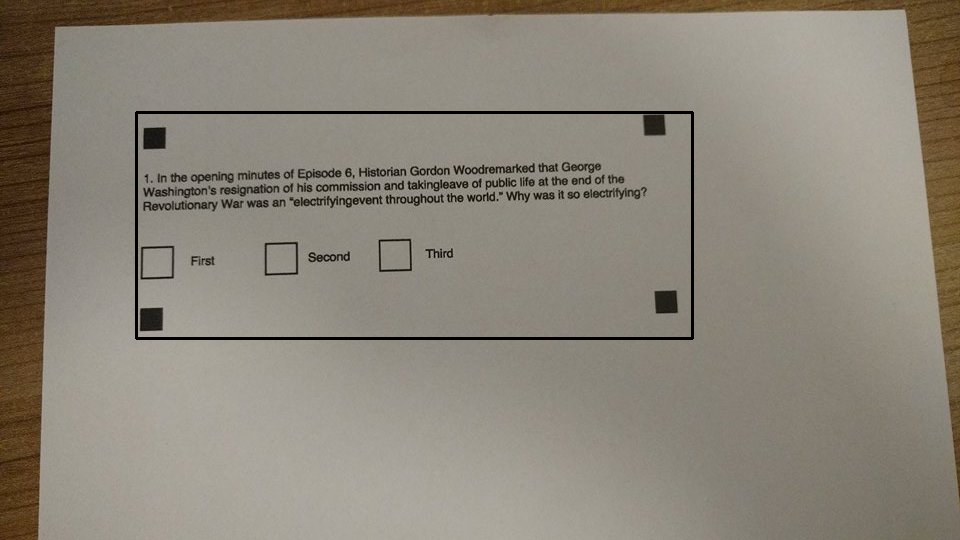 1. In the opening minutes of Episode 6, Historian Gordon Woodremarked that George
Washington's resignation of his commission and takingleave of public life at the end of the
Revolutionary War was an "electrifyingevent throughout the world." Why was it so electrifying?
First Second Third